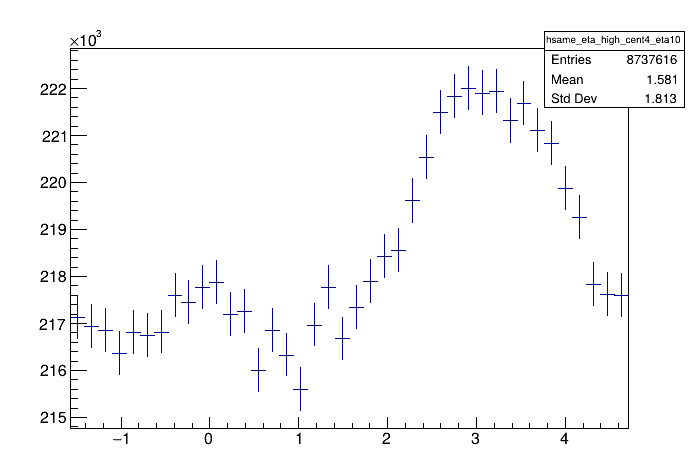 ×10³
hsame_eta_high_cent4_eta10
Entries 8737616
Mean 1.581
Std Dev 1.813
222
221
220
219
218
217
216
215
−1 0 1 2 3 4